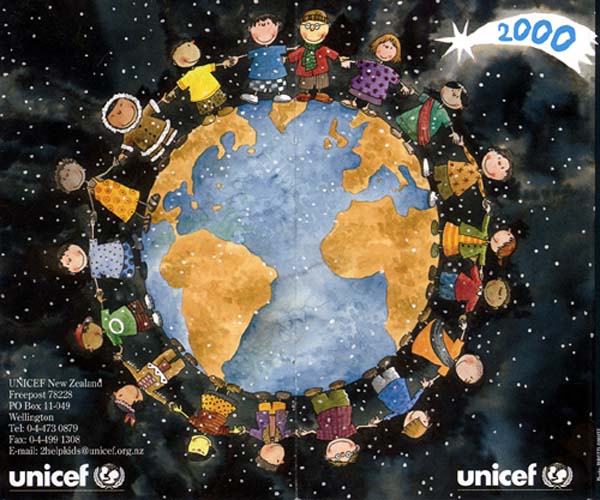 2000
UNICEF New Zealand
Freepost 78228
PO Box 11-049
Wellington
Tel: 0-4-473 0879
Fax: 0-4-499 1308
E-mail: 2helpkids@unicef.org.nz
unicef
unicef